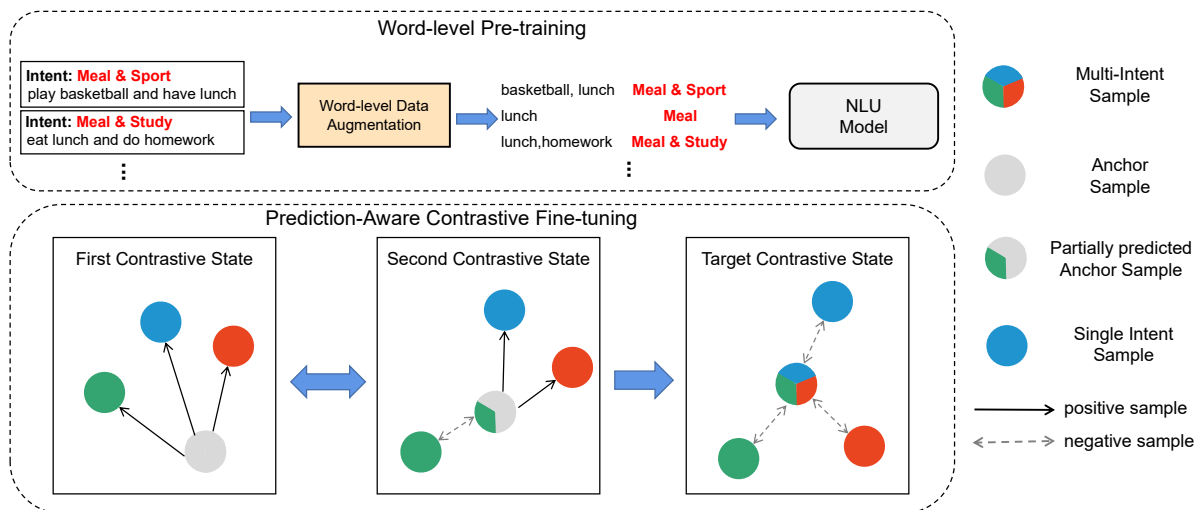 Word-level Pre-training
Intent: Meal & Sport
play basketball and have lunch
Intent: Meal & Study
eat lunch and do homework
Word-level Data
Augmentation
basketball, lunch Meal & Sport
lunch Meal
lunch,homework Meal & Study
NLU
Model
Prediction-Aware Contrastive Fine-tuning
First Contrastive State
Second Contrastive State
Target Contrastive State
Multi-Intent
Sample
Anchor
Sample
Partially predicted
Anchor Sample
Single Intent
Sample
positive sample
negative sample